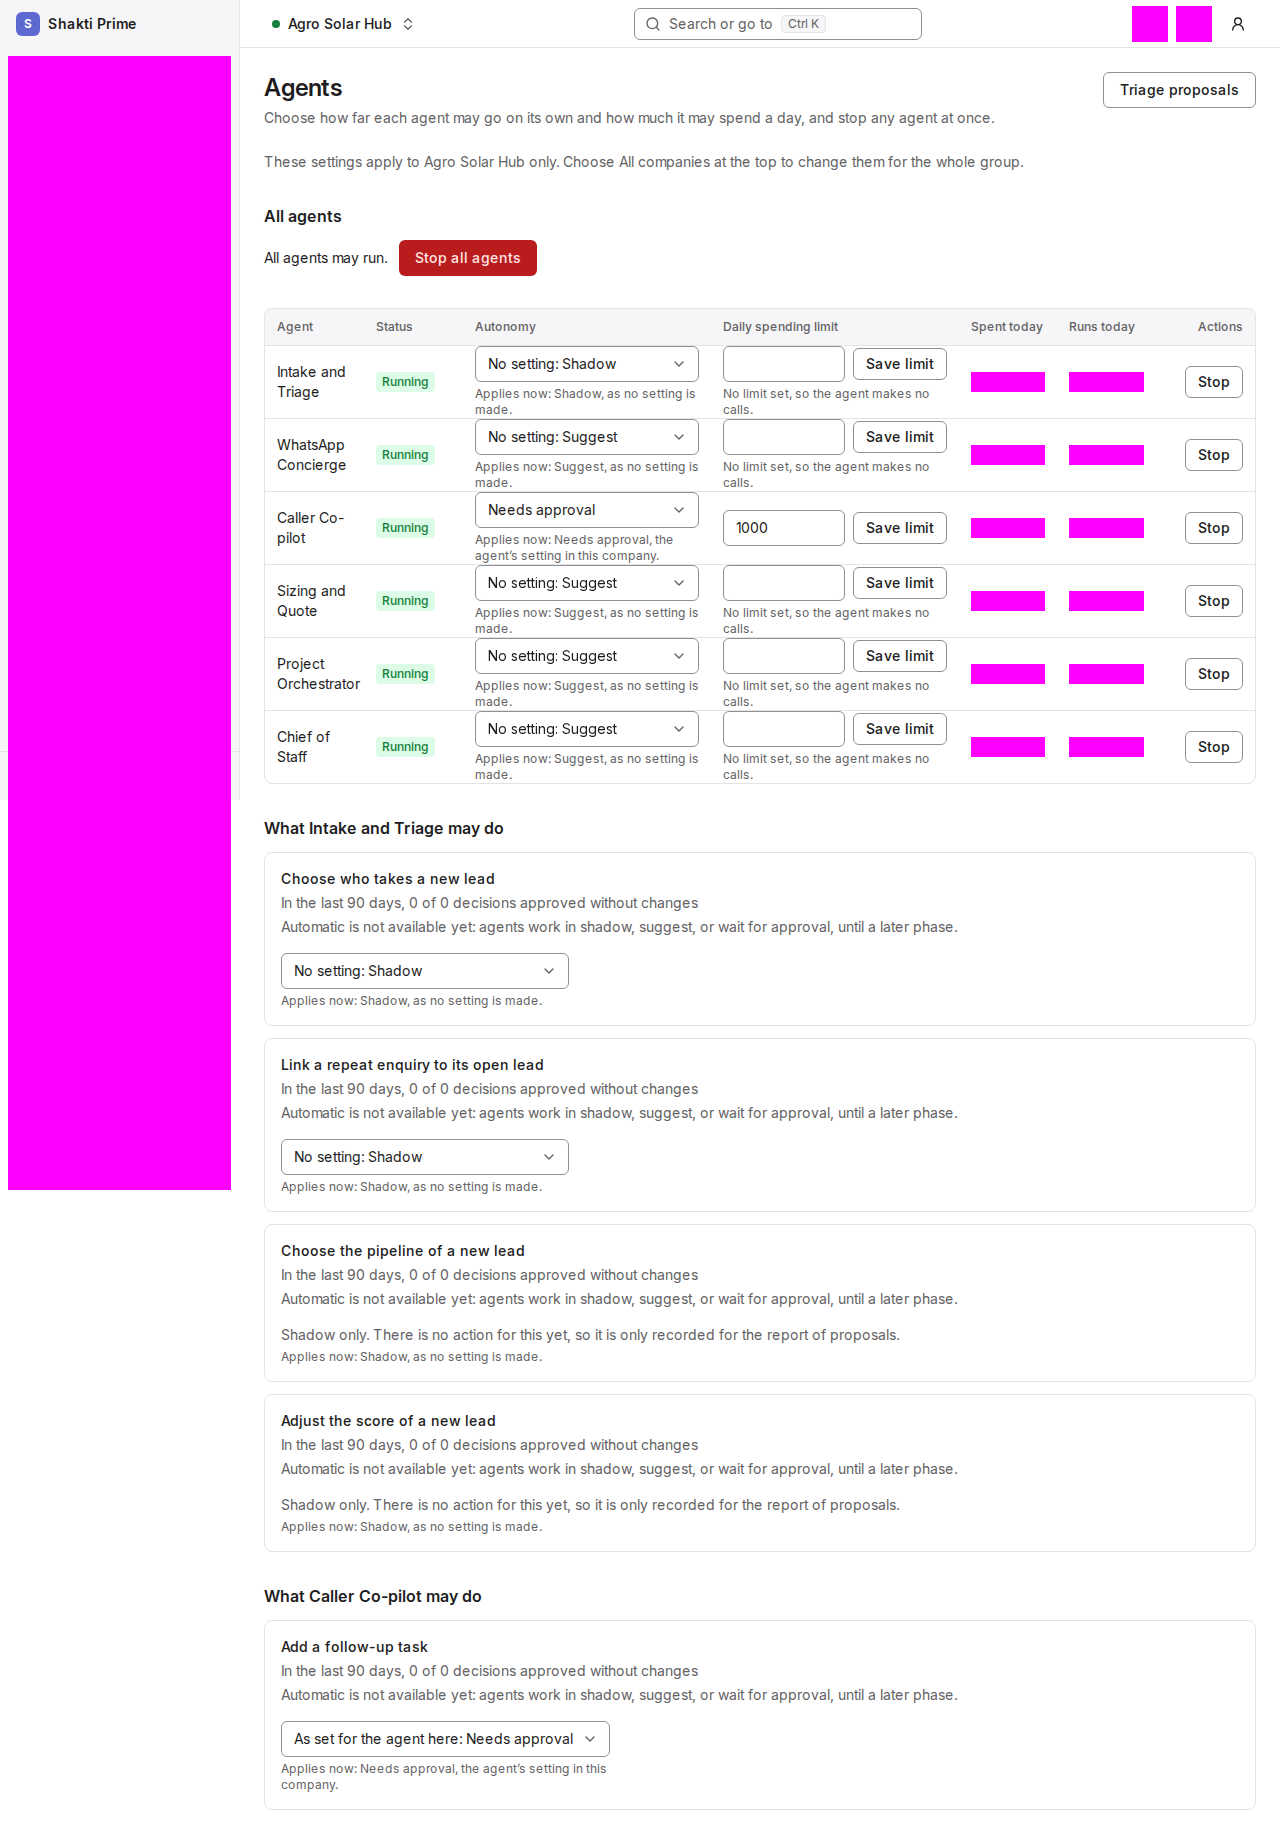 S Shakti Prime
Agro Solar Hub
Search or go to Ctrl K
Agents
Triage proposals
Choose how far each agent may go on its own and how much it may spend a day, and stop any agent at once.
These settings apply to Agro Solar Hub only. Choose All companies at the top to change them for the whole group.
All agents
All agents may run. Stop all agents
Agent Status Autonomy Daily spending limit Spent today Runs today Actions
Intake and
Triage
Running
No setting: Shadow
Applies now: Shadow, as no setting is
made.
Save limit
No limit set, so the agent makes no
calls.
Stop
WhatsApp
Concierge
Running
No setting: Suggest
Applies now: Suggest, as no setting is
made.
Save limit
No limit set, so the agent makes no
calls.
Stop
Caller Co-
pilot
Running
Needs approval
Applies now: Needs approval, the
agent's setting in this company.
1000
Save limit
Stop
Sizing and
Quote
Running
No setting: Suggest
Applies now: Suggest, as no setting is
made.
Save limit
No limit set, so the agent makes no
calls.
Stop
Project
Orchestrator
Running
No setting: Suggest
Applies now: Suggest, as no setting is
made.
Save limit
No limit set, so the agent makes no
calls.
Stop
Chief of
Staff
Running
No setting: Suggest
Applies now: Suggest, as no setting is
made.
Save limit
No limit set, so the agent makes no
calls.
Stop
What Intake and Triage may do
Choose who takes a new lead
In the last 90 days, 0 of 0 decisions approved without changes
Automatic is not available yet: agents work in shadow, suggest, or wait for approval, until a later phase.
No setting: Shadow
Applies now: Shadow, as no setting is made.
Link a repeat enquiry to its open lead
In the last 90 days, 0 of 0 decisions approved without changes
Automatic is not available yet: agents work in shadow, suggest, or wait for approval, until a later phase.
No setting: Shadow
Applies now: Shadow, as no setting is made.
Choose the pipeline of a new lead
In the last 90 days, 0 of 0 decisions approved without changes
Automatic is not available yet: agents work in shadow, suggest, or wait for approval, until a later phase.
Shadow only. There is no action for this yet, so it is only recorded for the report of proposals.
Applies now: Shadow, as no setting is made.
Adjust the score of a new lead
In the last 90 days, 0 of 0 decisions approved without changes
Automatic is not available yet: agents work in shadow, suggest, or wait for approval, until a later phase.
Shadow only. There is no action for this yet, so it is only recorded for the report of proposals.
Applies now: Shadow, as no setting is made.
What Caller Co-pilot may do
Add a follow-up task
In the last 90 days, 0 of 0 decisions approved without changes
Automatic is not available yet: agents work in shadow, suggest, or wait for approval, until a later phase.
As set for the agent here: Needs approval
Applies now: Needs approval, the agent's setting in this
company.